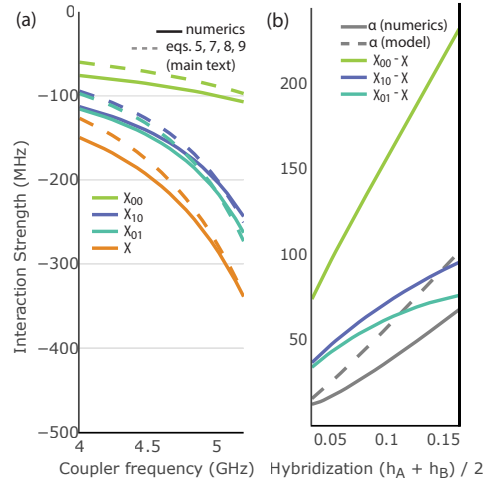 (a)
numerics
eqs. 5, 7, 8, 9
(main text)
0
−100
−200
−300
−400
−500
Interaction Strength (MHz)
X₀₀
X₁₀
X₀₁
X
4
4.5
5
Coupler frequency (GHz)
(b)
α (numerics)
α (model)
X₀₀ - X
X₁₀ - X
X₀₁ - X
200
150
100
50
0.05
0.1
0.15
Hybridization (hA + hB) / 2